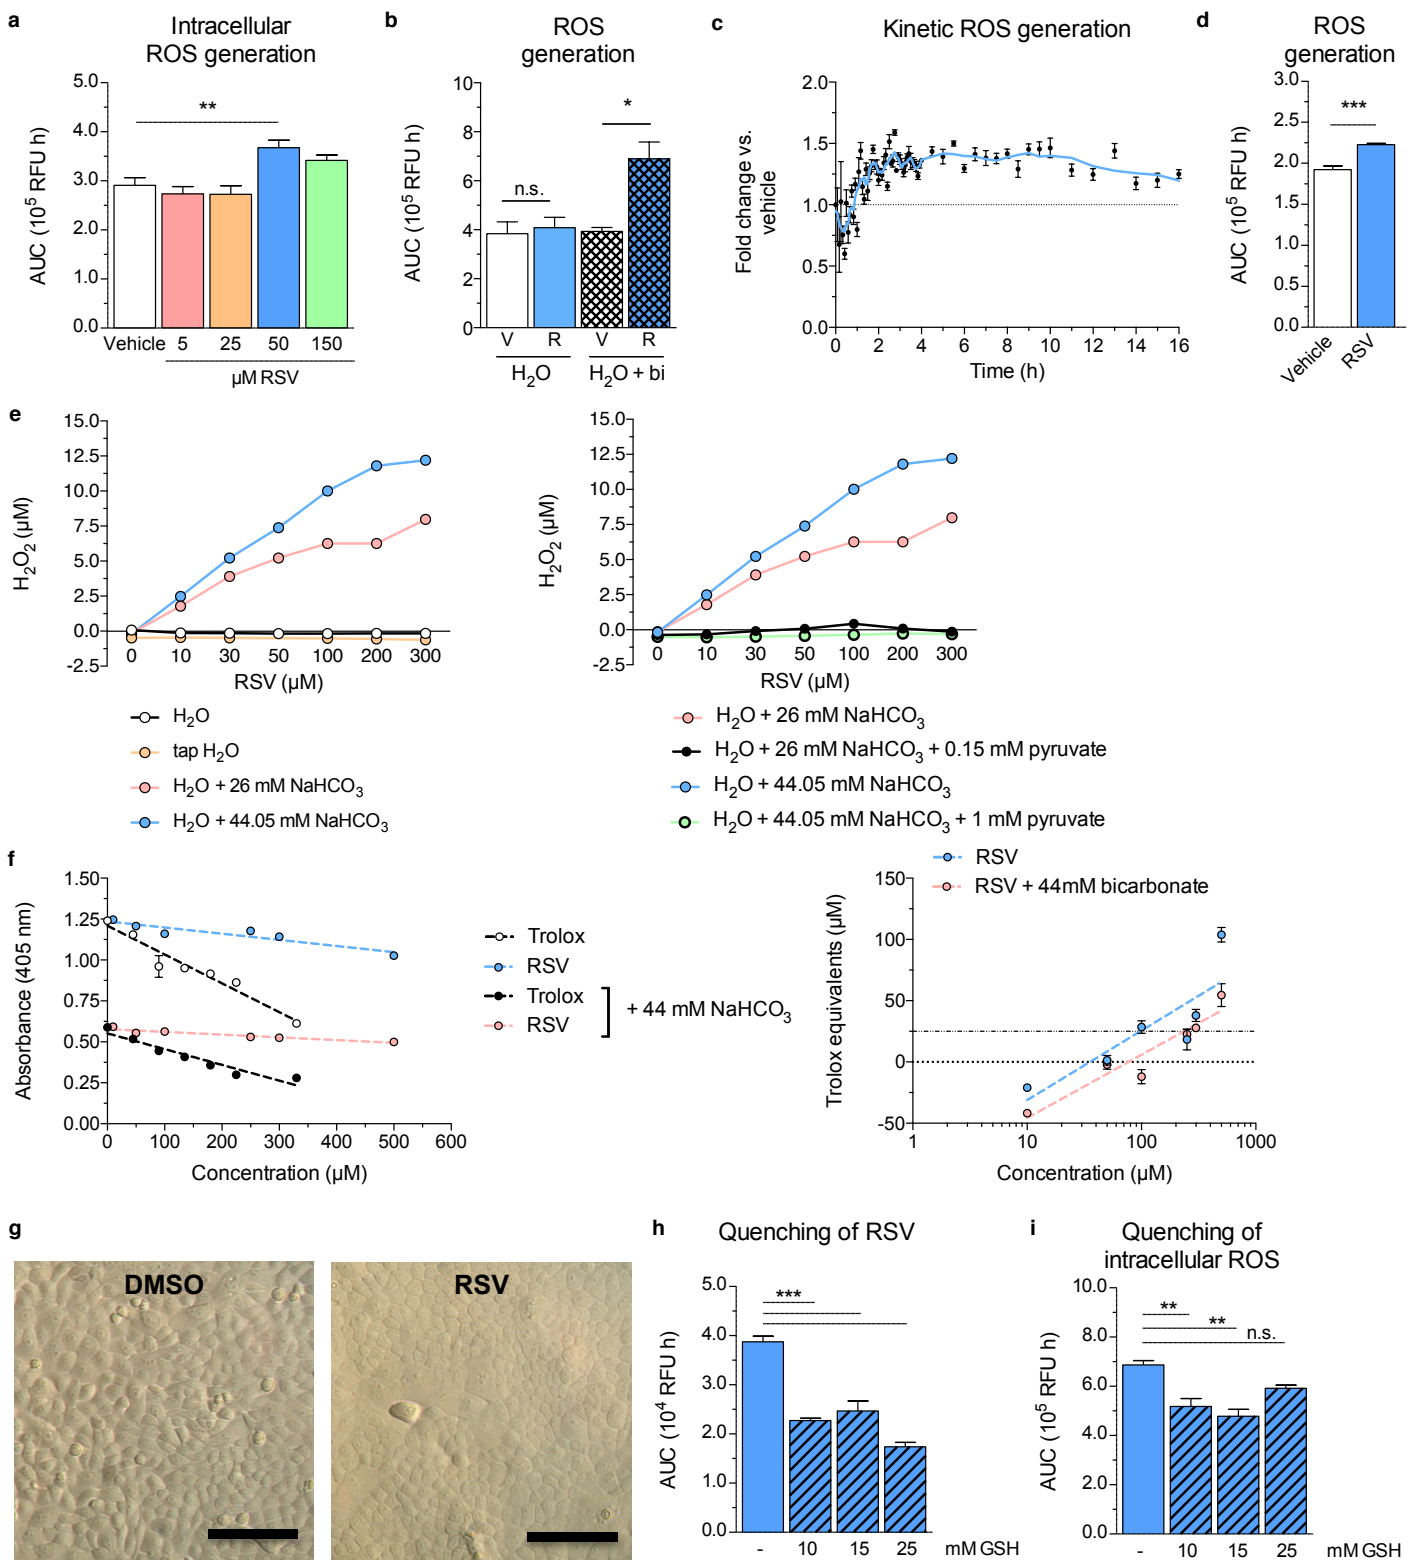 a
Intracellular
ROS generation
AUC (10⁵ RFU h)
5.0
4.0
3.0
2.0
1.0
0.0
**
Vehicle 5 25 50 150
µM RSV
b
ROS
generation
AUC (10⁵ RFU h)
10
8
6
4
2
0
n.s.
*
V R V R
H₂O H₂O + bi
c
Kinetic ROS generation
Fold change vs.
vehicle
2.0
1.5
1.0
0.5
0.0
0 2 4 6 8 10 12 14 16
Time (h)
d
ROS
generation
AUC (10⁵ RFU h)
3.0
2.5
2.0
1.5
1.0
0.5
0.0
***
Vehicle RSV
e
H₂O₂ (µM)
15.0
12.5
10.0
7.5
5.0
2.5
0.0
-2.5
0 10 30 50 100 200 300
RSV (µM)
H₂O
tap H₂O
H₂O + 26 mM NaHCO₃
H₂O + 44.05 mM NaHCO₃
H₂O₂ (µM)
15.0
12.5
10.0
7.5
5.0
2.5
0.0
-2.5
0 10 30 50 100 200 300
RSV (µM)
H₂O + 26 mM NaHCO₃
H₂O + 26 mM NaHCO₃ + 0.15 mM pyruvate
H₂O + 44.05 mM NaHCO₃
H₂O + 44.05 mM NaHCO₃ + 1 mM pyruvate
f
Absorbance (405 nm)
1.50
1.25
1.00
0.75
0.50
0.25
0.00
0 100 200 300 400 500 600
Concentration (µM)
Trolox
RSV
Trolox
RSV
+ 44 mM NaHCO₃
RSV
RSV + 44mM bicarbonate
Trolox equivalents (µM)
150
100
50
0
-50
1 10 100 1000
Concentration (µM)
g
DMSO
RSV
h
Quenching of RSV
AUC (10⁴ RFU h)
5.0
4.0
3.0
2.0
1.0
0.0
***
- 10 15 25 mM GSH
i
Quenching of
intracellular ROS
AUC (10⁵ RFU h)
10.0
8.0
6.0
4.0
2.0
0.0
**
**
n.s.
- 10 15 25 mM GSH